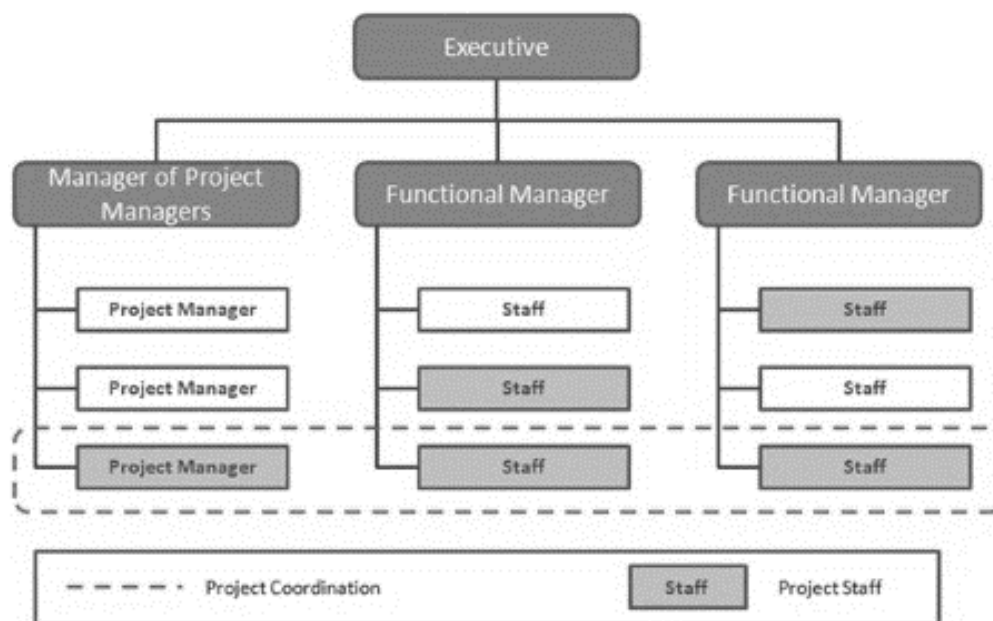 Executive
Manager of Project
Managers
Functional Manager
Functional Manager
Project Manager
Staff
Staff
Project Manager
Staff
Staff
Project Manager
Staff
Staff
Project Coordination
Staff
Project Staff